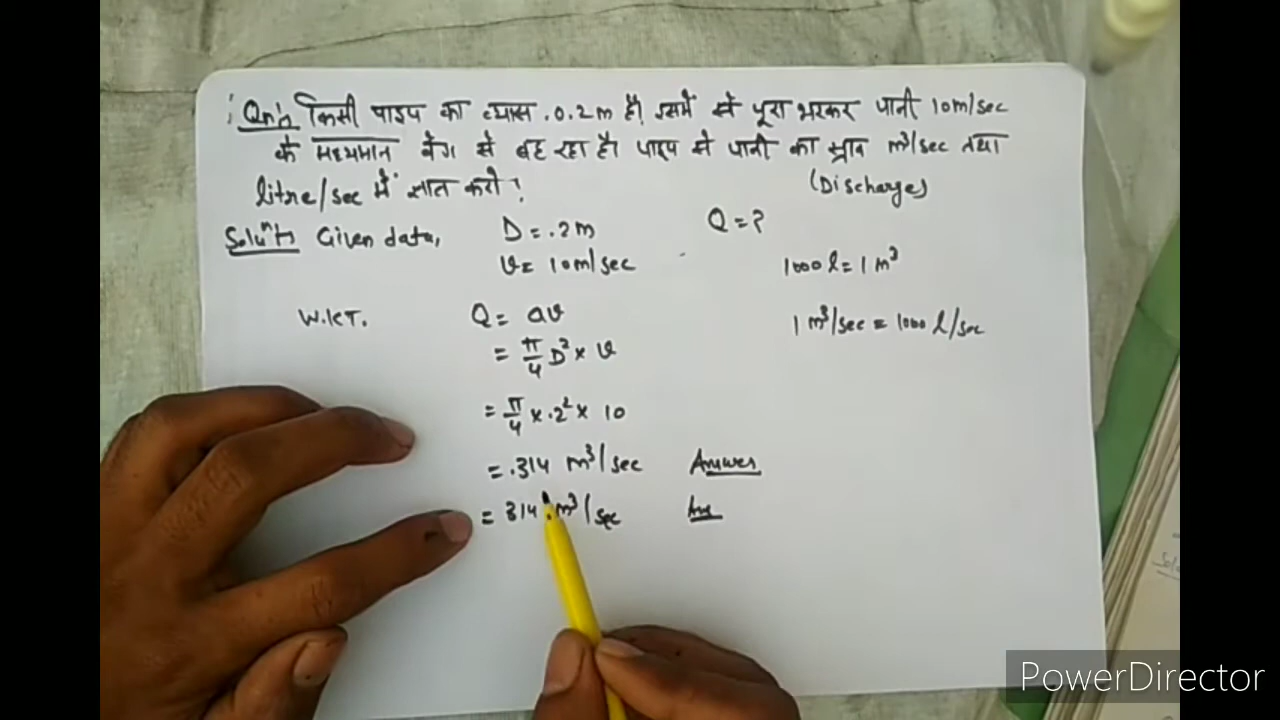 Qn:- किसी पाइप का व्यास .0.2m है। इसमें से पूरा भरकर पानी 10m/sec
के मध्यमान वेग से बह रहा है। पाइप से पानी का स्राव m³/sec तथा
litre/sec में ज्ञात करो!
(Discharge)
Soluⁿ:- Given data, D = .2m Q = ?
v = 10m/sec 1000 l = 1 m³
W.K.T. Q = av 1 m³/sec = 1000 l/sec
= π/4 D² × v
= π/4 × .2² × 10
= .314 m³/sec Answer
= 314 m³/sec Ans
PowerDirector